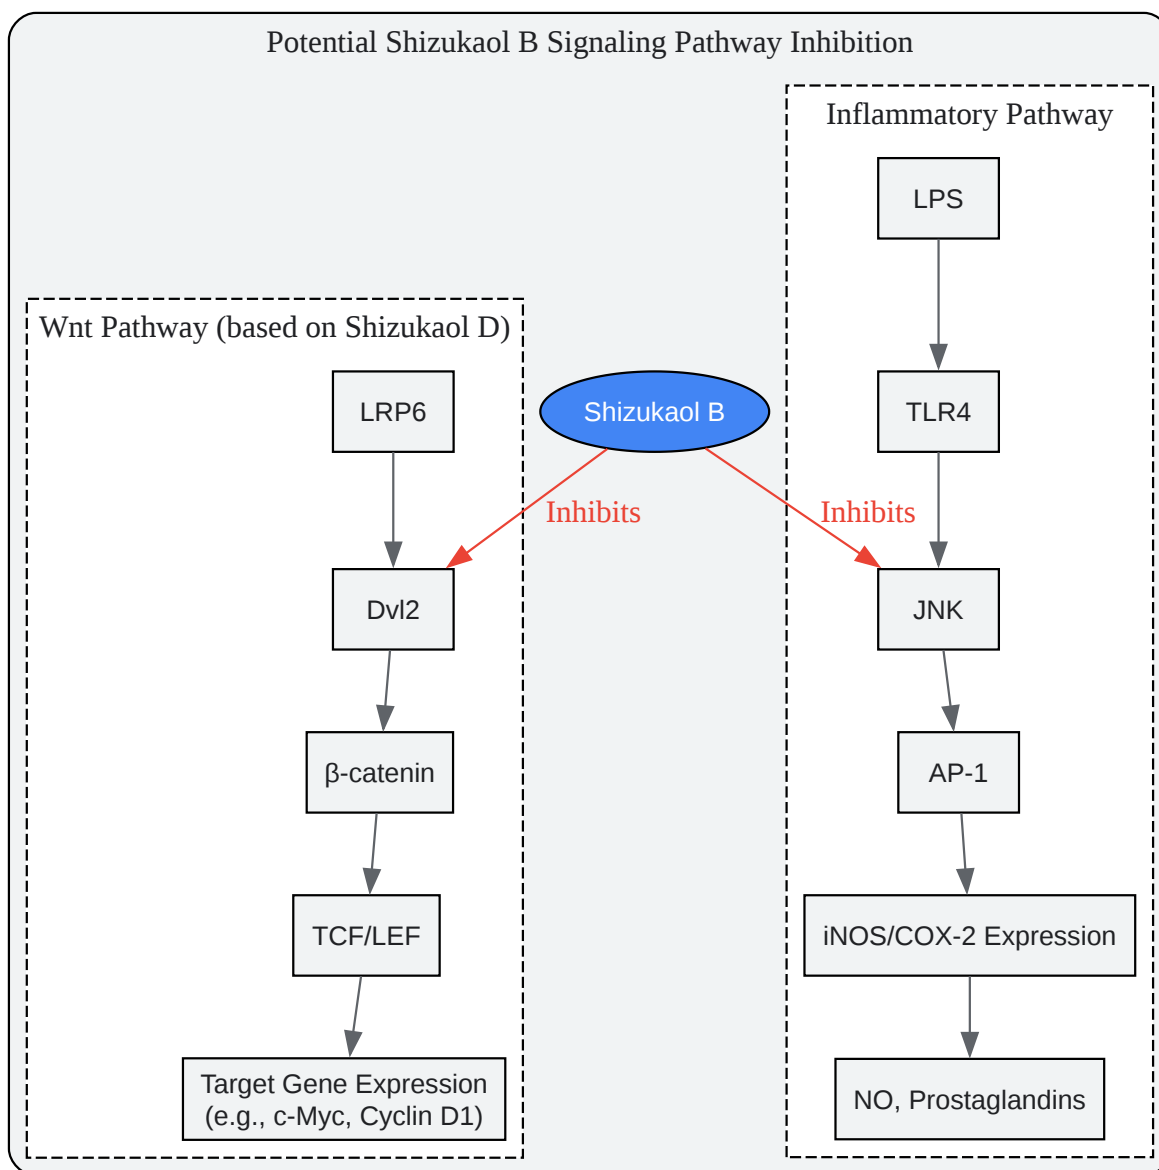 Potential Shizukaol B Signaling Pathway Inhibition
Inflammatory Pathway
LPS
Wnt Pathway (based on Shizukaol D)
LRP6
Shizukaol B
TLR4
Inhibits
Inhibits
Dvl2
JNK
β-catenin
AP-1
TCF/LEF
iNOS/COX-2 Expression
Target Gene Expression
(e.g., c-Myc, Cyclin D1)
NO, Prostaglandins